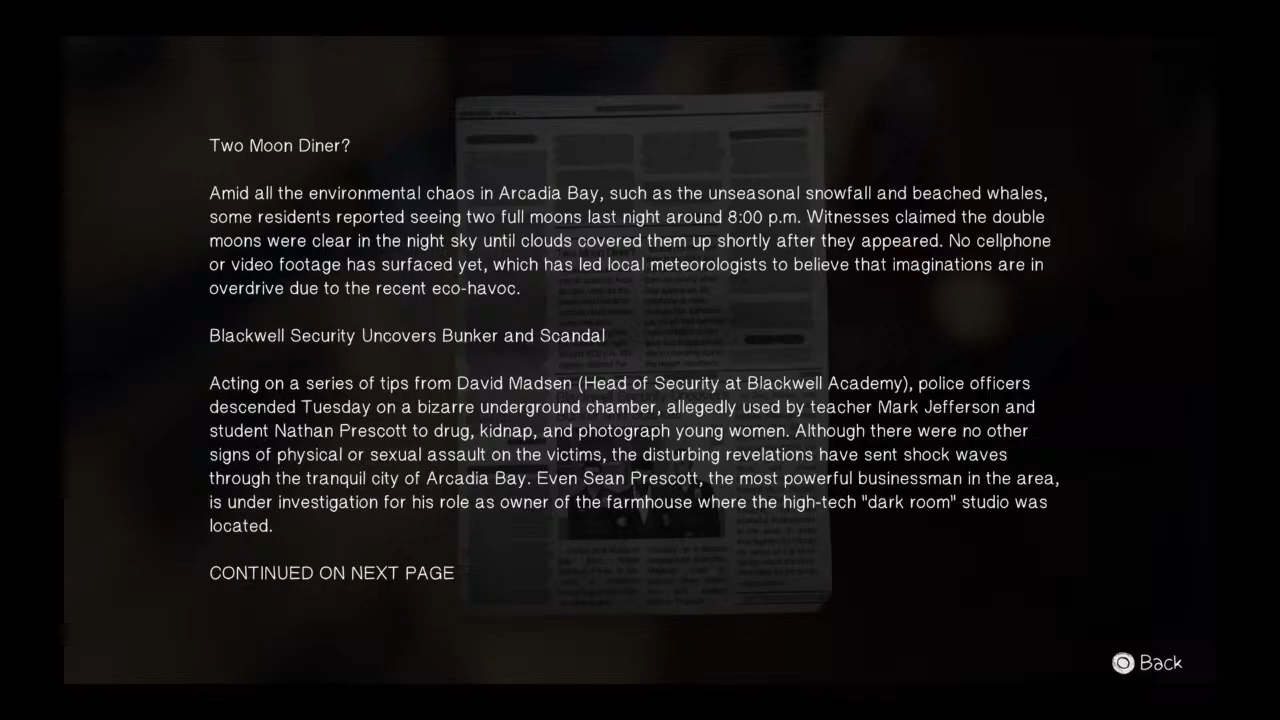 Two Moon Diner?
Amid all the environmental chaos in Arcadia Bay, such as the unseasonal snowfall and beached whales,
some residents reported seeing two full moons last night around 8:00 p.m. Witnesses claimed the double
moons were clear in the night sky until clouds covered them up shortly after they appeared. No cellphone
or video footage has surfaced yet, which has led local meteorologists to believe that imaginations are in
overdrive due to the recent eco-havoc.
Blackwell Security Uncovers Bunker and Scandal
Acting on a series of tips from David Madsen (Head of Security at Blackwell Academy), police officers
descended Tuesday on a bizarre underground chamber, allegedly used by teacher Mark Jefferson and
student Nathan Prescott to drug, kidnap, and photograph young women. Although there were no other
signs of physical or sexual assault on the victims, the disturbing revelations have sent shock waves
through the tranquil city of Arcadia Bay. Even Sean Prescott, the most powerful businessman in the area,
is under investigation for his role as owner of the farmhouse where the high-tech "dark room" studio was
located.
CONTINUED ON NEXT PAGE
Back